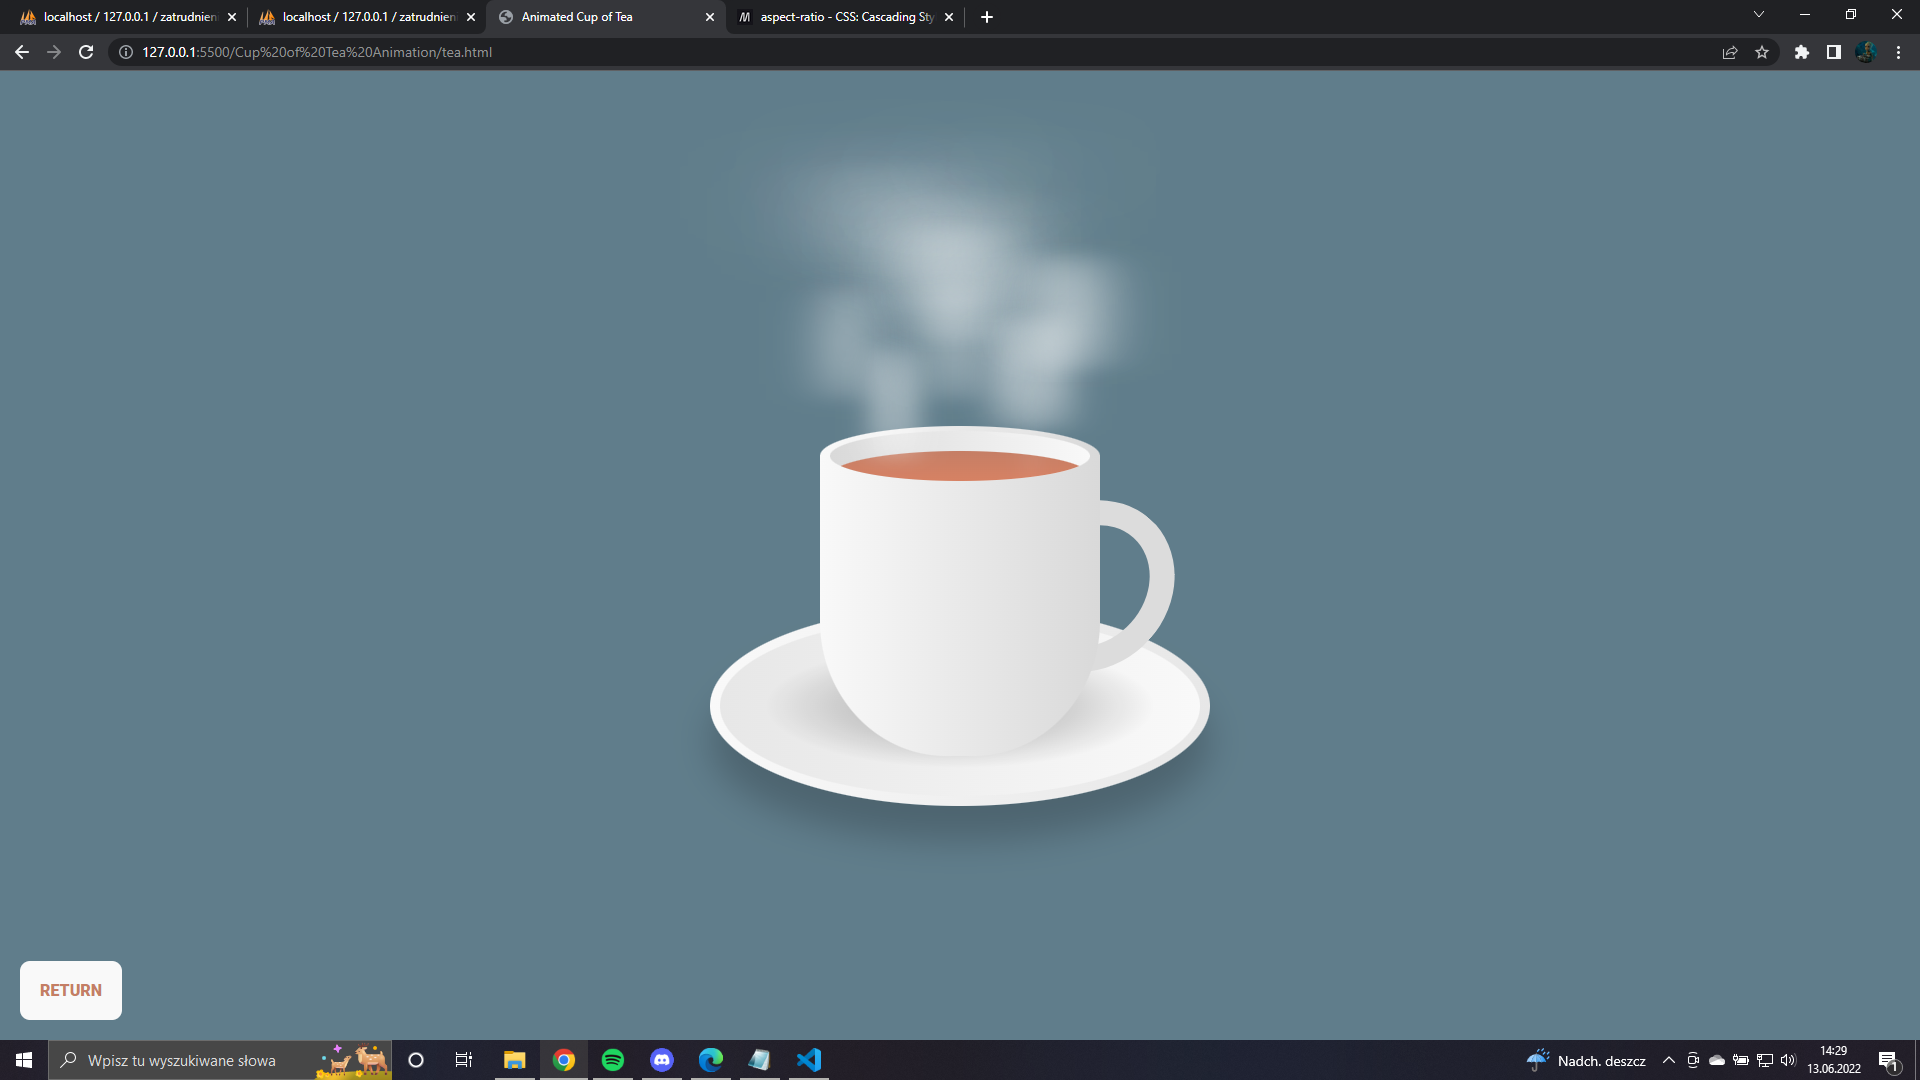 localhost / 127.0.0.1 / zatrudnieni
localhost / 127.0.0.1 / zatrudnieni
Animated Cup of Tea
aspect-ratio - CSS: Cascading Sty
127.0.0.1:5500/Cup%20of%20Tea%20Animation/tea.html
RETURN
Wpisz tu wyszukiwane słowa
Nadch. deszcz
14:29
13.06.2022
1